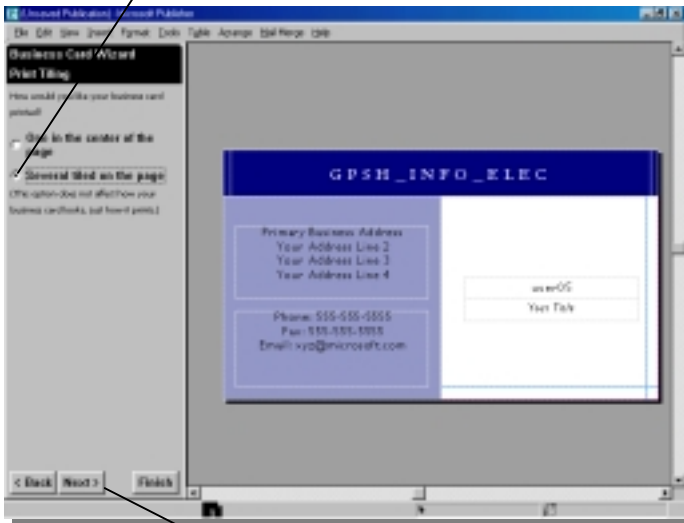 (Unsaved Publication) - Microsoft Publisher
File Edit View Insert Format Tools Table Arrange Mail Merge Help
Business Card Wizard
Print Tiling
How would you like your business card
printed?
One in the center of the
page
Several tiled on the page
(This option does not affect how your
business card looks, just how it prints.)
GPSH_INFO_ELEC
Primary Business Address
Your Address Line 2
Your Address Line 3
Your Address Line 4
Phone: 555-555-5555
Fax: 555-555-5555
Email: xyz@microsoft.com
user05
Your Title
< Back Next > Finish